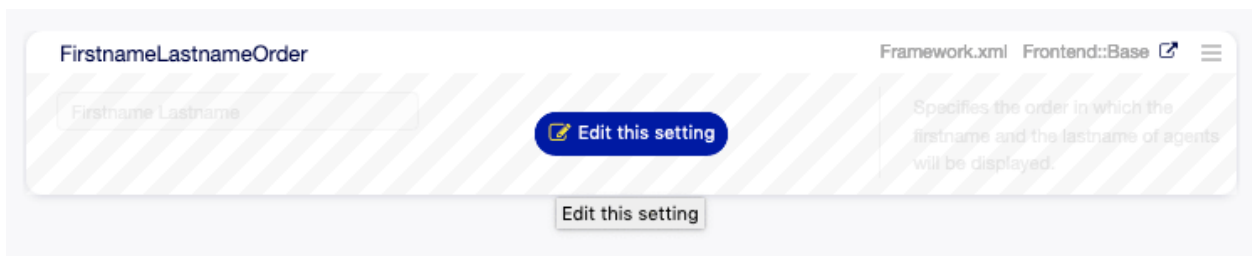 FirstnameLastnameOrder
Framework.xml Frontend::Base
Firstname Lastname
Edit this setting
Specifies the order in which the
firstname and the lastname of agents
will be displayed.
Edit this setting